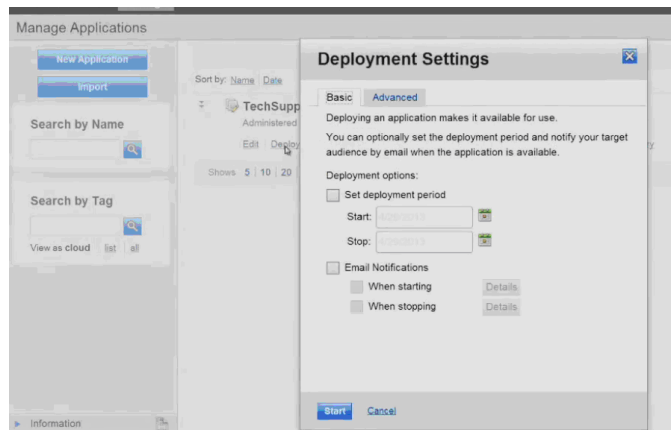 Manage Applications
New Application
Import
Search by Name
Search by Tag
View as cloud list all
Information
Sort by: Name Date
TechSupp
Administered
Edit Deploy
Shows 5 10 20
Deployment Settings
Basic Advanced
Deploying an application makes it available for use.
You can optionally set the deployment period and notify your target
audience by email when the application is available.
Deployment options:
Set deployment period
Start:
Stop:
Email Notifications
When starting Details
When stopping Details
Start Cancel